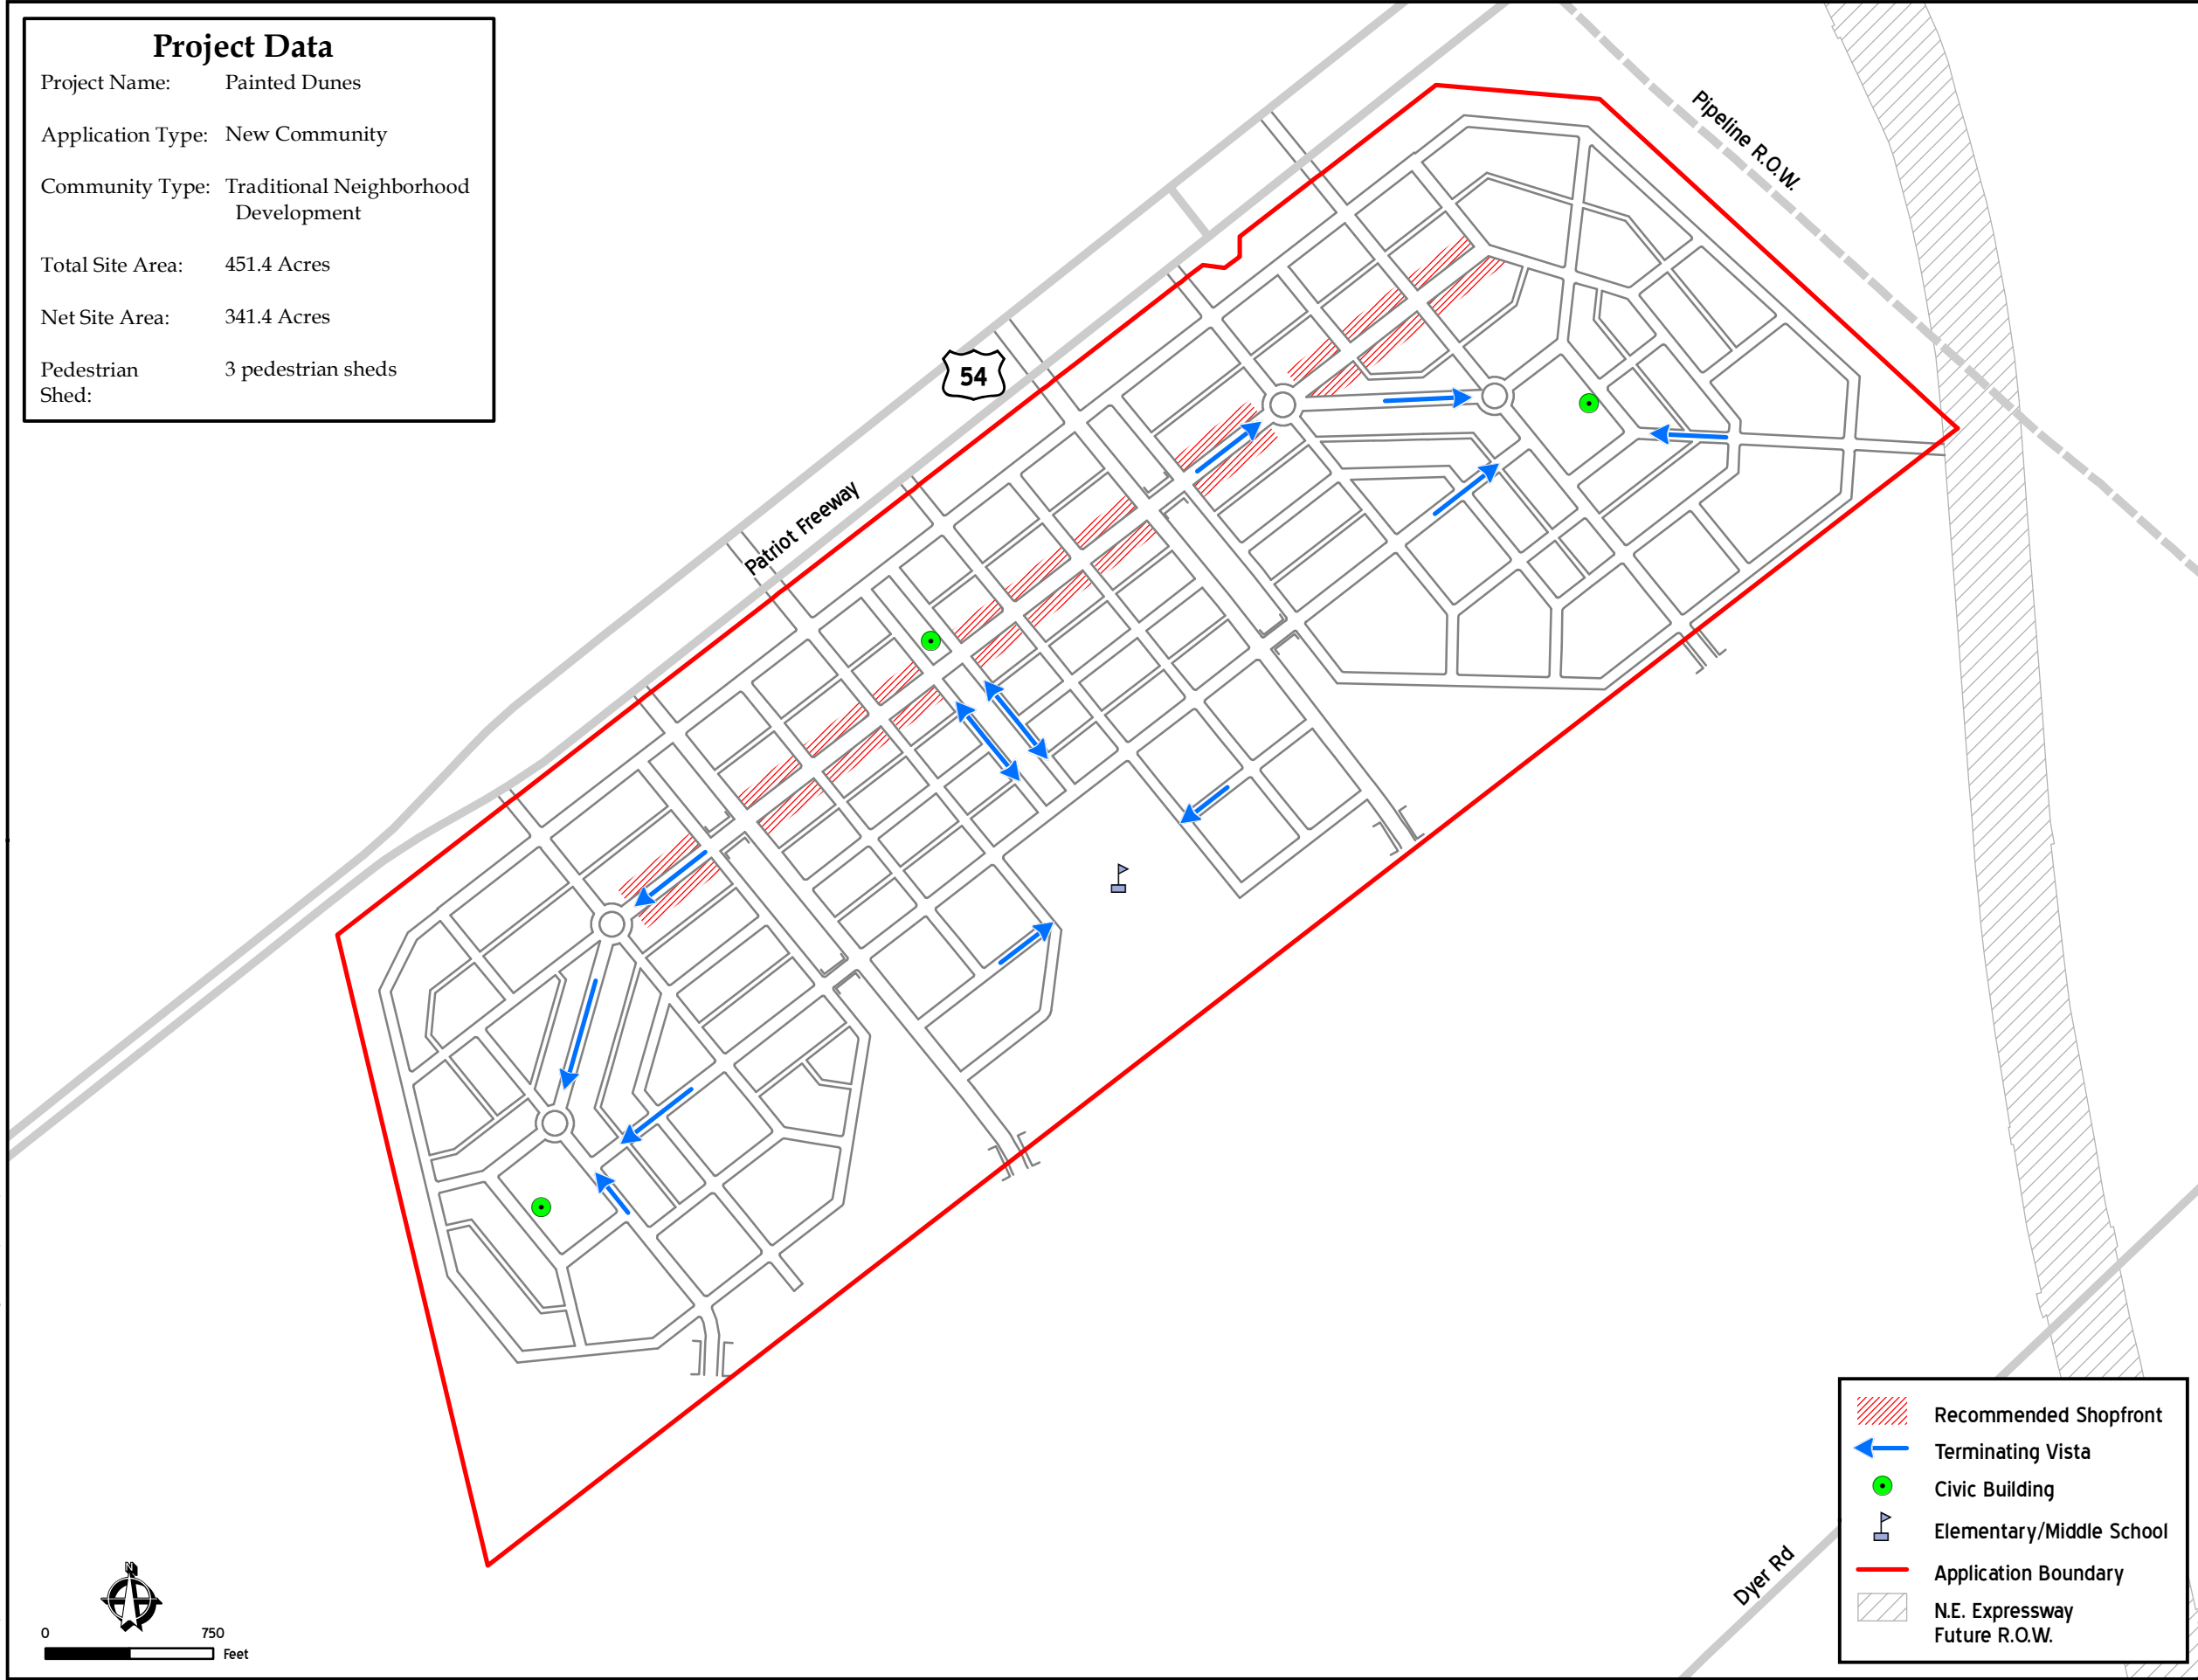 Project Data
Project Name: Painted Dunes
Application Type: New Community
Community Type: Traditional Neighborhood
Development
Total Site Area: 451.4 Acres
Net Site Area: 341.4 Acres
Pedestrian 3 pedestrian sheds
Shed:
Pipeline R.O.W.
54
Patriot Freeway
Dyer Rd
Recommended Shopfront
Terminating Vista
Civic Building
Elementary/Middle School
Application Boundary
N.E. Expressway
Future R.O.W.
N
0 750
Feet